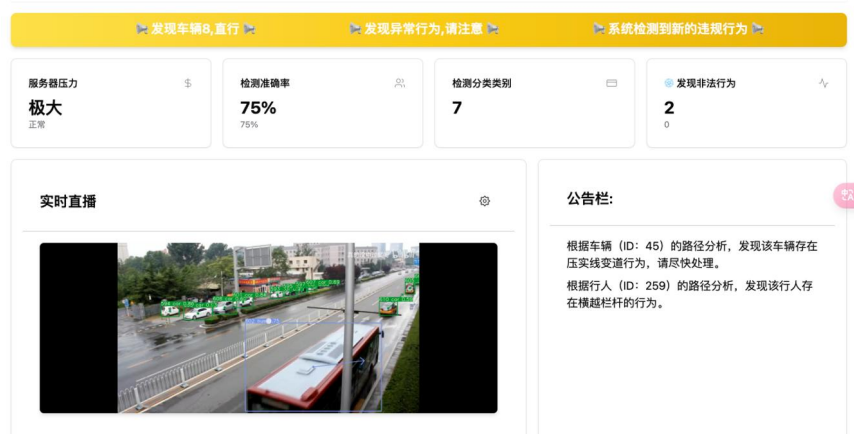 发现车辆8,直行
发现异常行为,请注意
系统检测到新的违规行为
服务器压力
极大
正常
检测准确率
75%
75%
检测分类类别
7
发现非法行为
2
0
实时直播
公告栏:
根据车辆（ID：45）的路径分析，发现该车辆存在
压实线变道行为，请尽快处理。
根据行人（ID：259）的路径分析，发现该行人存
在横越栏杆的行为。